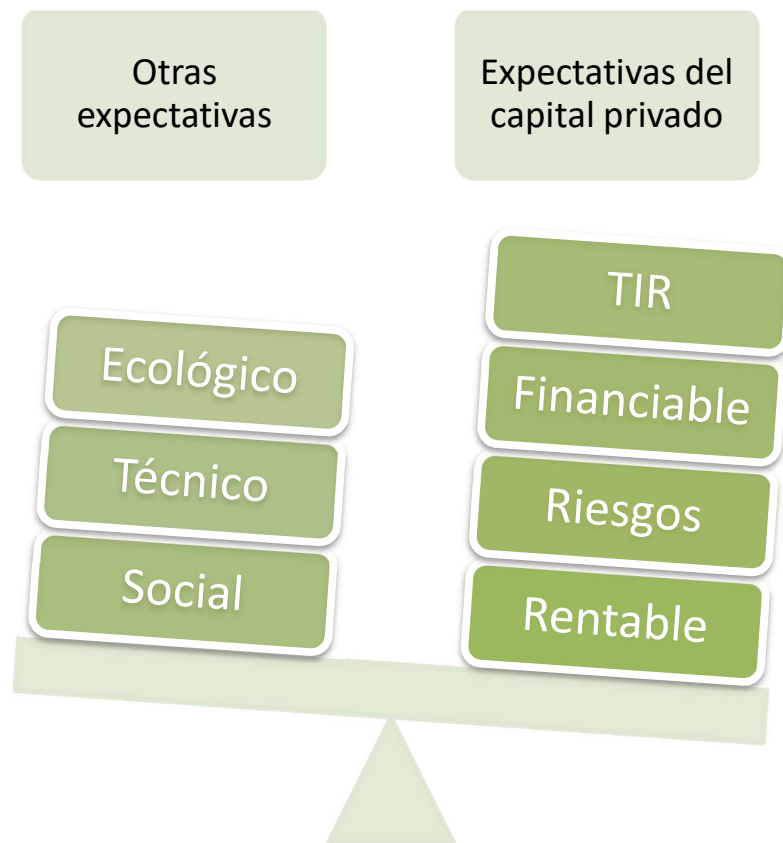 Otras
expectativas
Expectativas del
capital privado
Ecológico
Técnico
Social
TIR
Financiable
Riesgos
Rentable